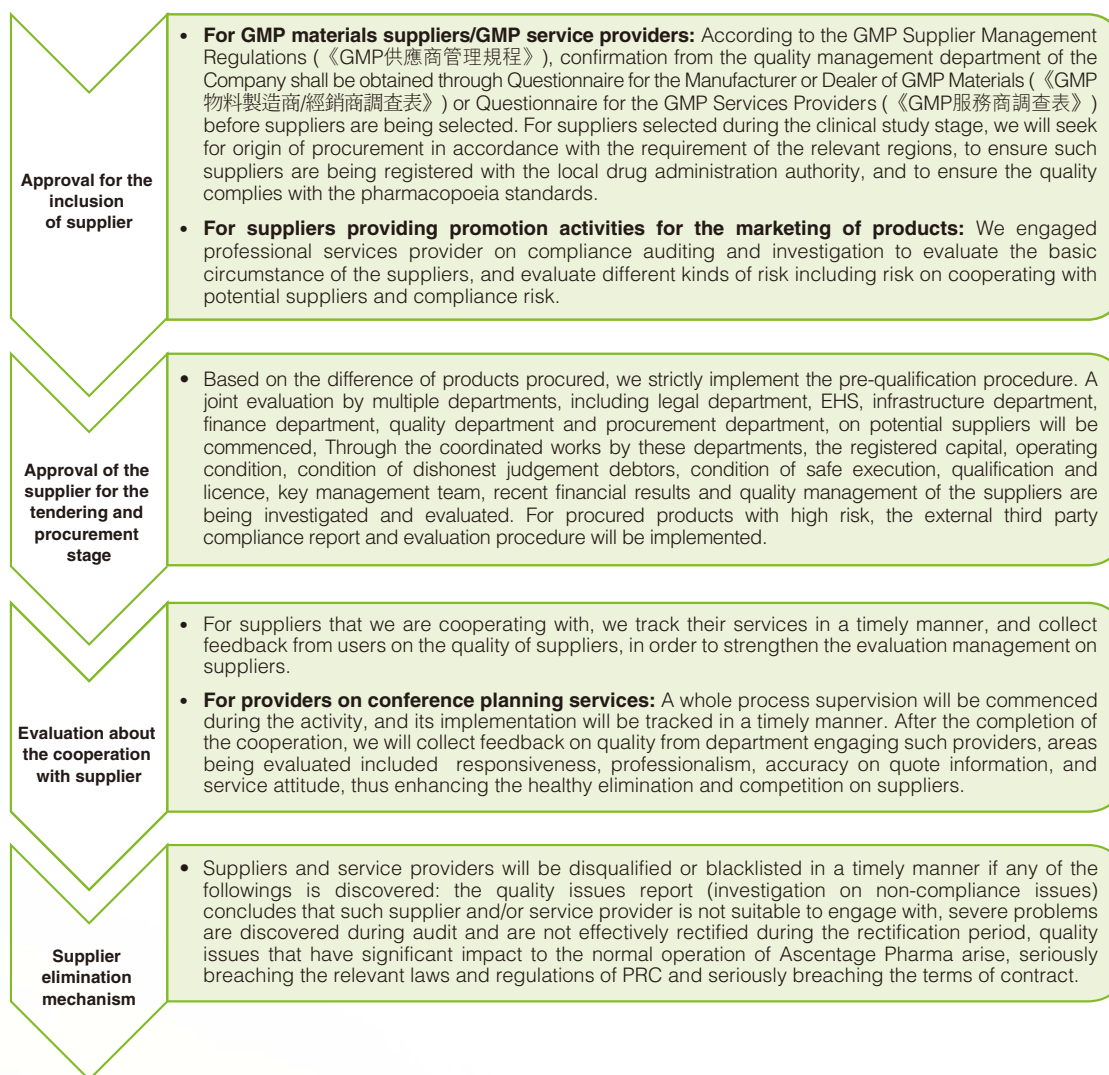 Approval for the
inclusion
of supplier
• For GMP materials suppliers/GMP service providers: According to the GMP Supplier Management
Regulations (《GMP供應商管理規程》), confirmation from the quality management department of the
Company shall be obtained through Questionnaire for the Manufacturer or Dealer of GMP Materials (《GMP
物料製造商/經銷商調查表》) or Questionnaire for the GMP Services Providers (《GMP服務商調查表》)
before suppliers are being selected. For suppliers selected during the clinical study stage, we will seek
for origin of procurement in accordance with the requirement of the relevant regions, to ensure such
suppliers are being registered with the local drug administration authority, and to ensure the quality
complies with the pharmacopoeia standards.
• For suppliers providing promotion activities for the marketing of products: We engaged
professional services provider on compliance auditing and investigation to evaluate the basic
circumstance of the suppliers, and evaluate different kinds of risk including risk on cooperating with
potential suppliers and compliance risk.
Approval of the
supplier for the
tendering and
procurement
stage
• Based on the difference of products procured, we strictly implement the pre-qualification procedure. A
joint evaluation by multiple departments, including legal department, EHS, infrastructure department,
finance department, quality department and procurement department, on potential suppliers will be
commenced, Through the coordinated works by these departments, the registered capital, operating
condition, condition of dishonest judgement debtors, condition of safe execution, qualification and
licence, key management team, recent financial results and quality management of the suppliers are
being investigated and evaluated. For procured products with high risk, the external third party
compliance report and evaluation procedure will be implemented.
Evaluation about
the cooperation
with supplier
• For suppliers that we are cooperating with, we track their services in a timely manner, and collect
feedback from users on the quality of suppliers, in order to strengthen the evaluation management on
suppliers.
• For providers on conference planning services: A whole process supervision will be commenced
during the activity, and its implementation will be tracked in a timely manner. After the completion of
the cooperation, we will collect feedback on quality from department engaging such providers, areas
being evaluated included responsiveness, professionalism, accuracy on quote information, and
service attitude, thus enhancing the healthy elimination and competition on suppliers.
Supplier
elimination
mechanism
• Suppliers and service providers will be disqualified or blacklisted in a timely manner if any of the
followings is discovered: the quality issues report (investigation on non-compliance issues)
concludes that such supplier and/or service provider is not suitable to engage with, severe problems
are discovered during audit and are not effectively rectified during the rectification period, quality
issues that have significant impact to the normal operation of Ascentage Pharma arise, seriously
breaching the relevant laws and regulations of PRC and seriously breaching the terms of contract.